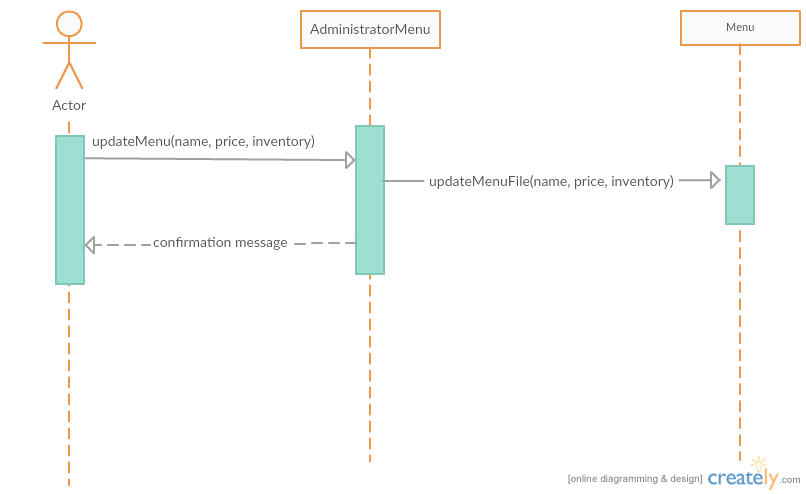 AdministratorMenu
Menu
Actor
updateMenu(name, price, inventory)
updateMenuFile(name, price, inventory)
confirmation message
[online diagramming & design] creately.com